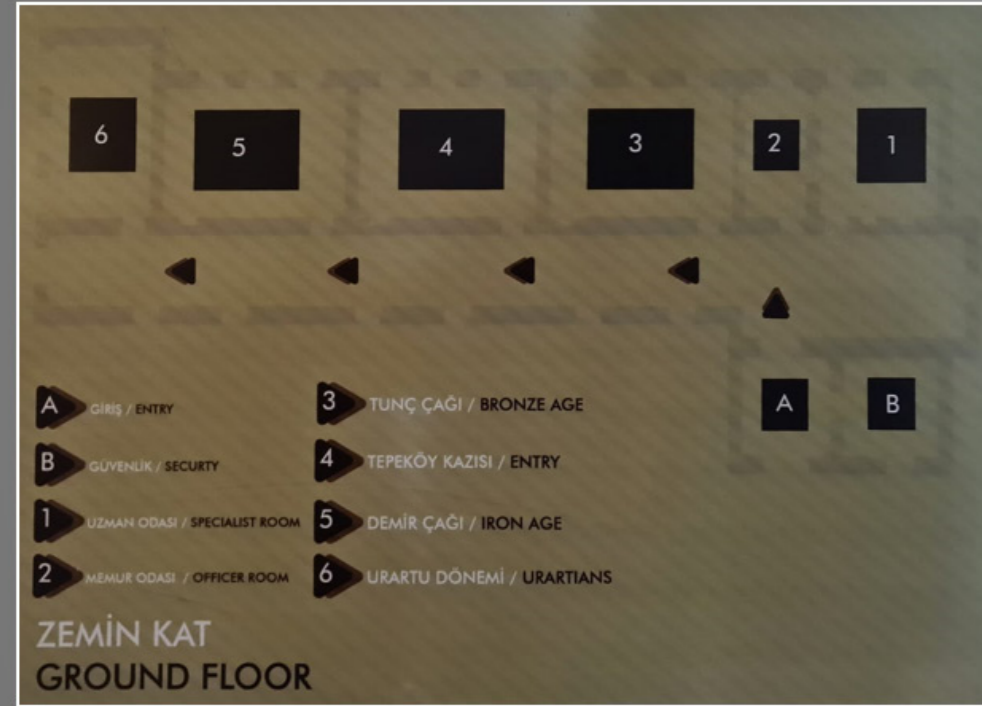 6 5 4 3 2 1
A B
A GİRİŞ / ENTRY
B GÜVENLİK / SECURTY
1 UZMAN ODASI / SPECIALIST ROOM
2 MEMUR ODASI / OFFICER ROOM
3 TUNÇ ÇAĞI / BRONZE AGE
4 TEPEKÖY KAZISI / ENTRY
5 DEMİR ÇAĞI / IRON AGE
6 URARTU DÖNEMİ / URARTIANS
ZEMİN KAT
GROUND FLOOR